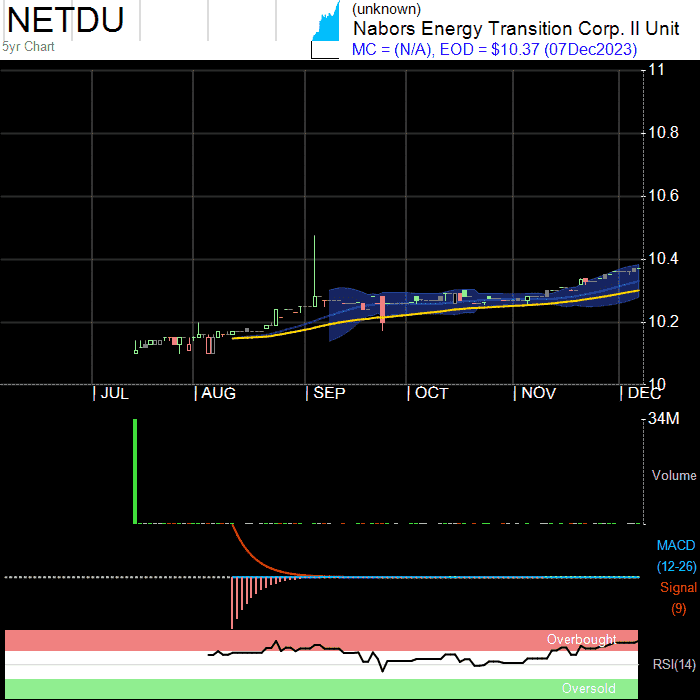 NETDU
5yr Chart
(unknown)
Nabors Energy Transition Corp. II Unit
MC = (N/A), EOD = $10.37 (07Dec2023)
11
10.8
10.6
10.4
10.2
10
JUL AUG SEP OCT NOV DEC
34M
Volume
MACD
(12-26)
Signal
(9)
Overbought
RSI(14)
Oversold